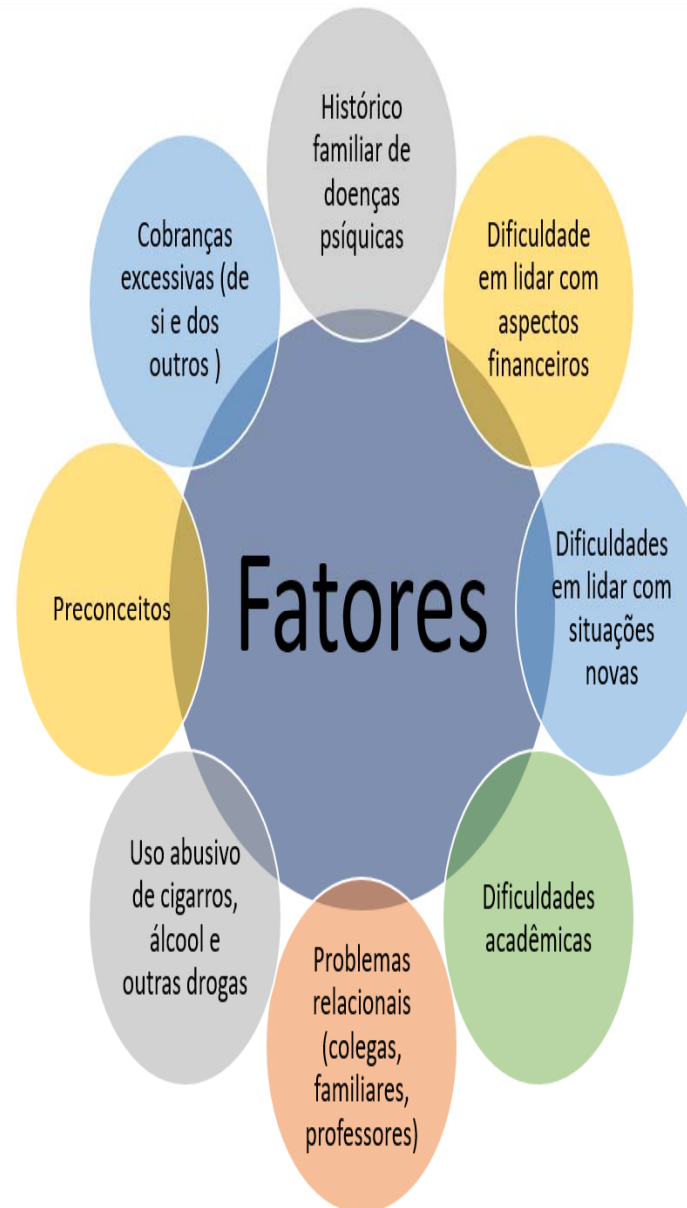 Histórico
familiar de
doenças
psíquicas
Dificuldade
em lidar com
aspectos
financeiros
Dificuldades
em lidar com
situações
novas
Dificuldades
acadêmicas
Problemas
relacionais
(colegas,
familiares,
professores)
Uso abusivo
de cigarros,
álcool e
outras drogas
Preconceitos
Cobranças
excessivas (de
si e dos
outros )
Fatores